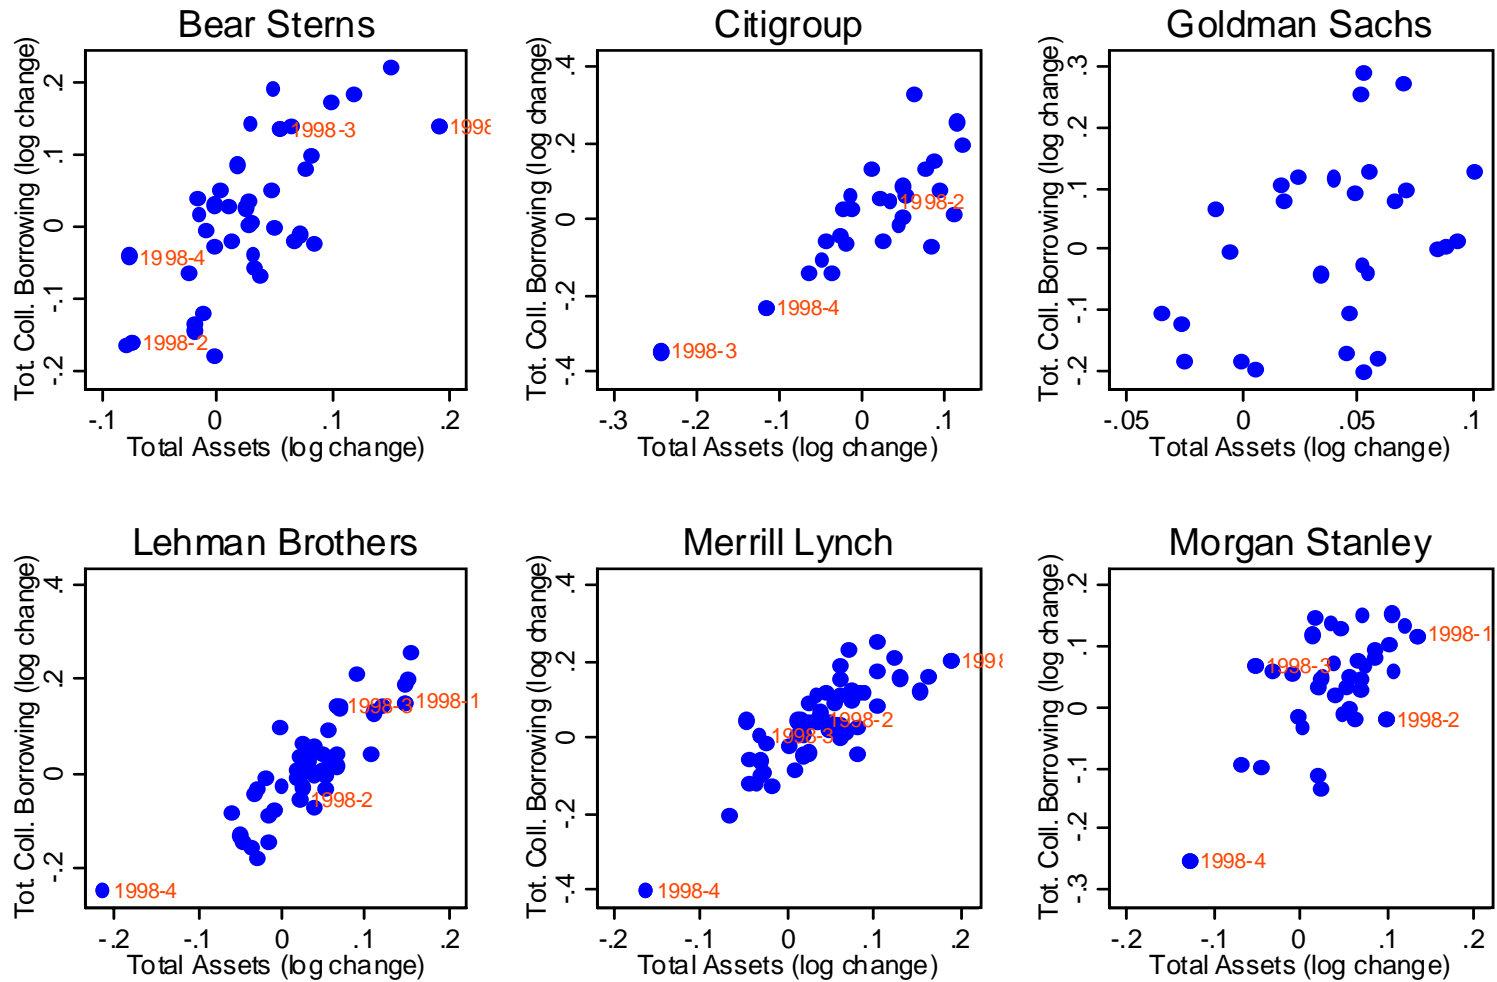 Bear Sterns
Tot. Coll. Borrowing (log change)
.2
.1
0
-.1
-.2
1998-3
1998
1998-4
1998-2
-.1 0 .1 .2
Total Assets (log change)
Citigroup
Tot. Coll. Borrowing (log change)
.4
.2
0
-.2
-.4
1998-2
1998-4
1998-3
-.3 -.2 -.1 0 .1
Total Assets (log change)
Goldman Sachs
Tot. Coll. Borrowing (log change)
.3
.2
.1
0
-.1
-.2
-.05 0 .05 .1
Total Assets (log change)
Lehman Brothers
Tot. Coll. Borrowing (log change)
.4
.2
0
-.2
1998-3
1998-1
1998-2
1998-4
-.2 -.1 0 .1 .2
Total Assets (log change)
Merrill Lynch
Tot. Coll. Borrowing (log change)
.4
.2
0
-.2
-.4
1998
1998-2
1998-3
1998-4
-.2 -.1 0 .1 .2
Total Assets (log change)
Morgan Stanley
Tot. Coll. Borrowing (log change)
.2
.1
0
-.1
-.2
-.3
1998-1
1998-3
1998-2
1998-4
-.2 -.1 0 .1 .2
Total Assets (log change)